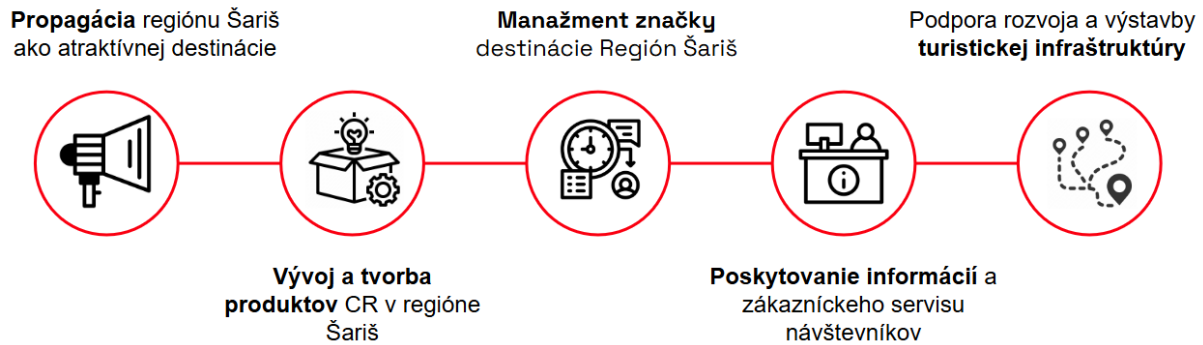 Propagácia regiónu Šariš
ako atraktívnej destinácie
Vývoj a tvorba
produktov CR v regióne
Šariš
Manažment značky
destinácie Región Šariš
Poskytovanie informácií a
zákazníckeho servisu
návštevníkov
Podpora rozvoja a výstavby
turistickej infraštruktúry